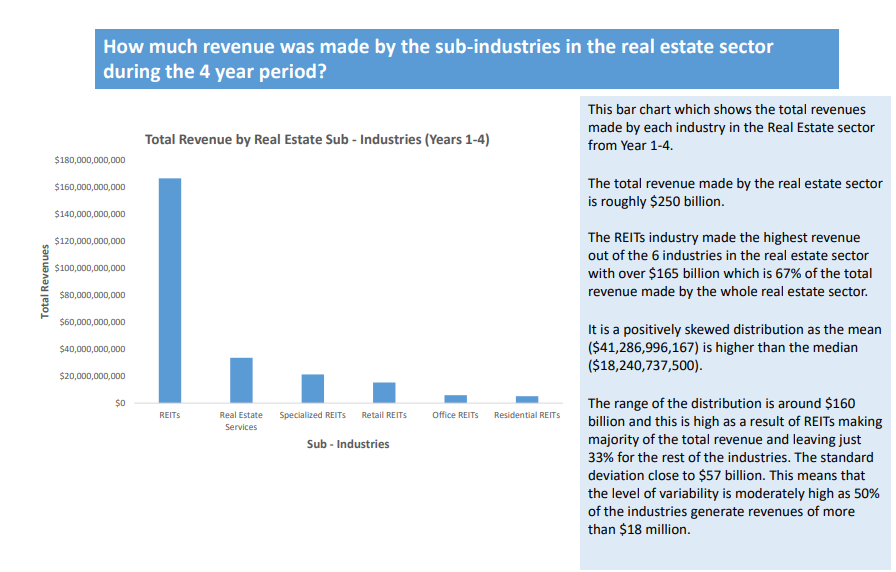 How much revenue was made by the sub-industries in the real estate sector
during the 4 year period?
Total Revenue by Real Estate Sub - Industries (Years 1-4)
$180,000,000,000
$160,000,000,000
$140,000,000,000
$120,000,000,000
$100,000,000,000
$80,000,000,000
$60,000,000,000
$40,000,000,000
$20,000,000,000
$0
Total Revenues
REITs
Real Estate
Services
Specialized REITs
Retail REITs
Office REITs
Residential REITs
Sub - Industries
This bar chart which shows the total revenues
made by each industry in the Real Estate sector
from Year 1-4.
The total revenue made by the real estate sector
is roughly $250 billion.
The REITs industry made the highest revenue
out of the 6 industries in the real estate sector
with over $165 billion which is 67% of the total
revenue made by the whole real estate sector.
It is a positively skewed distribution as the mean
($41,286,996,167) is higher than the median
($18,240,737,500).
The range of the distribution is around $160
billion and this is high as a result of REITs making
majority of the total revenue and leaving just
33% for the rest of the industries. The standard
deviation close to $57 billion. This means that
the level of variability is moderately high as 50%
of the industries generate revenues of more
than $18 million.